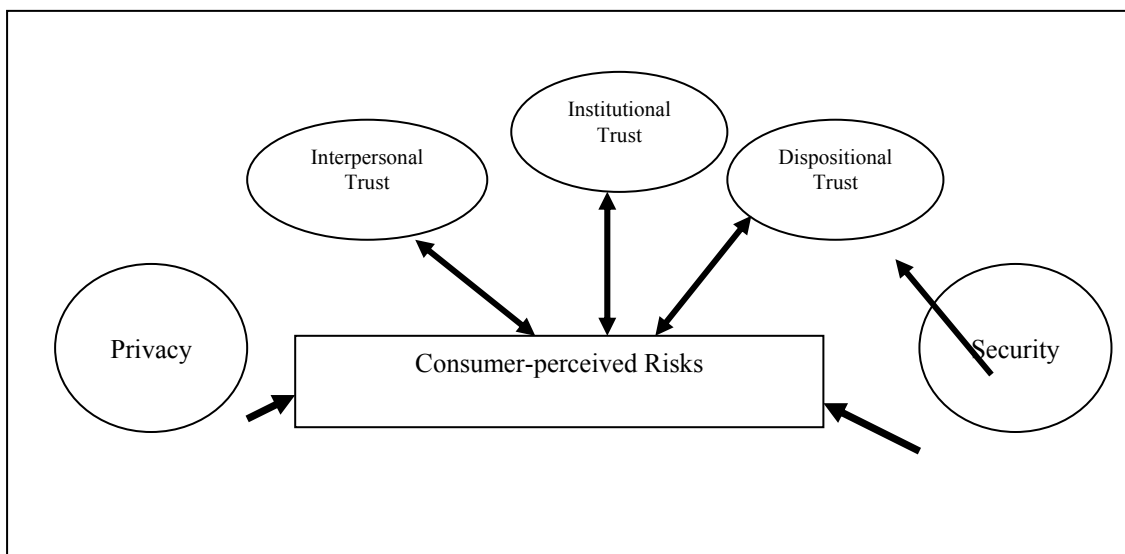 Institutional
Trust
Interpersonal
Trust
Dispositional
Trust
Privacy
Consumer-perceived Risks
Security